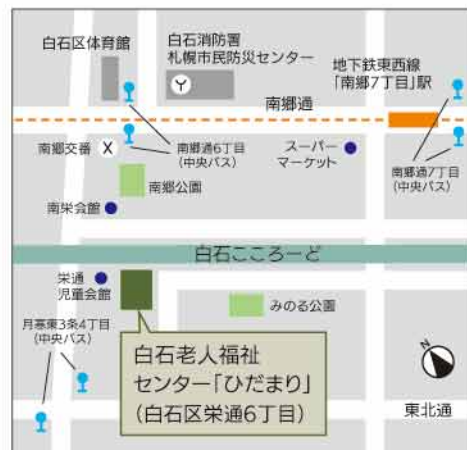 白石区体育館
白石消防署
札幌市民防災センター
地下鉄東西線
「南郷7丁目」駅
南郷通
南郷交番
X
南郷通6丁目
(中央バス)
スーパー
マーケット
南郷通7丁目
(中央バス)
南郷公園
南栄会館
白石こころーど
栄通
児童会館
みのる公園
月寒東3条4丁目
(中央バス)
白石老人福祉
センター「ひだまり」
(白石区栄通6丁目)
N
東北通